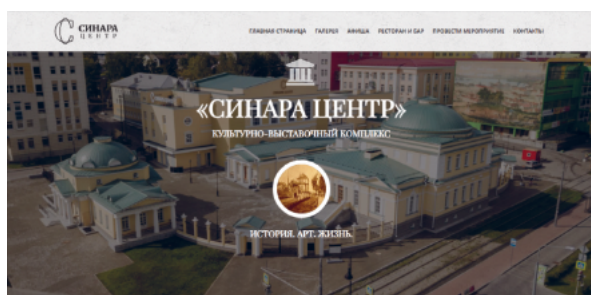 СИНАРА
ЦЕНТР
ГЛАВНАЯ СТРАНИЦА ГАЛЕРЕЯ АФИША РЕСТОРАН И БАР ПРОВЕСТИ МЕРОПРИЯТИЕ КОНТАКТЫ
«СИНАРА ЦЕНТР»
КУЛЬТУРНО-ВЫСТАВОЧНЫЙ КОМПЛЕКС
ИСТОРИЯ. АРТ. ЖИЗНЬ.